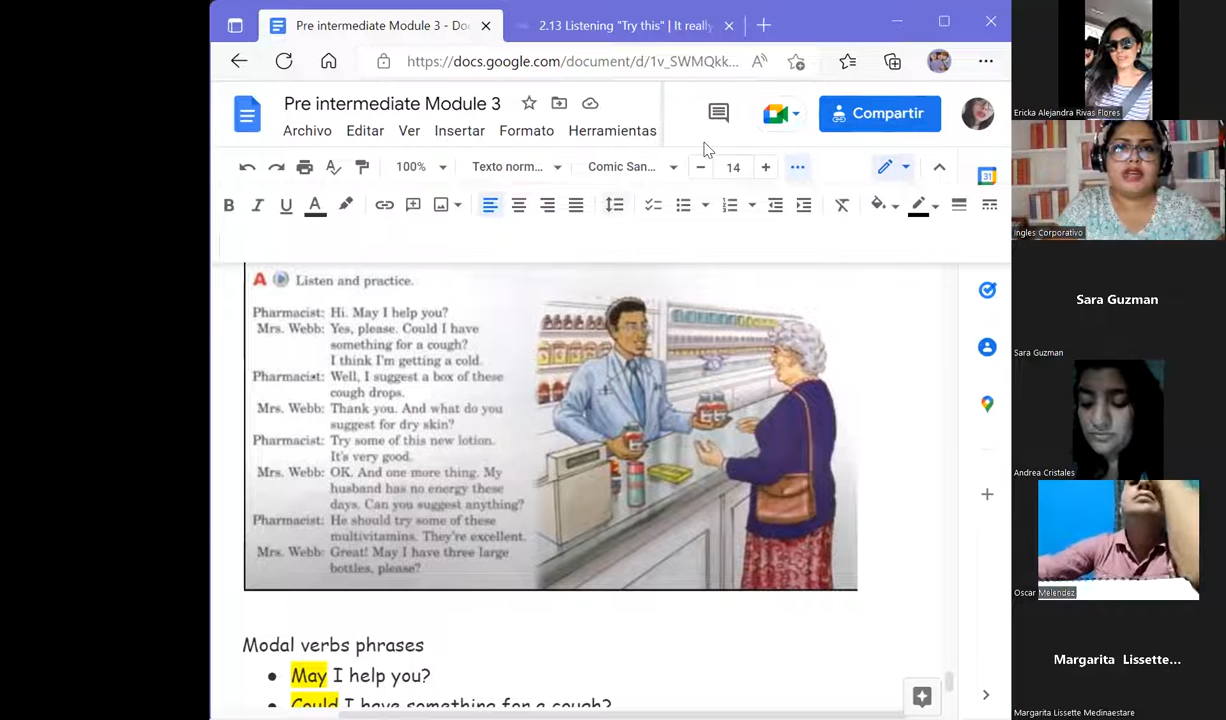 Pre intermediate Module 3 - Doc
2.13 Listening "Try this" | It really
https://docs.google.com/document/d/1v_SWMQkk...
Pre intermediate Module 3
Compartir
Archivo Editar Ver Insertar Formato Herramientas
100% Texto norm... Comic San... 14
31
A Listen and practice.
Pharmacist: Hi. May I help you?
Mrs. Webb: Yes, please. Could I have
something for a cough?
I think I'm getting a cold.
Pharmacist: Well, I suggest a box of these
cough drops.
Mrs. Webb: Thank you. And what do you
suggest for dry skin?
Pharmacist: Try some of this new lotion.
It's very good.
Mrs. Webb: OK. And one more thing. My
husband has no energy these
days. Can you suggest anything?
Pharmacist: He should try some of these
multivitamins. They're excellent.
Mrs. Webb: Great! May I have three large
bottles, please?
Modal verbs phrases
May I help you?
Could I have something for a cough?
Ericka Alejandra Rivas Flores
Ingles Corporativo
Sara Guzman
Sara Guzman
Andrea Cristales
Oscar Melendez
Margarita Lissette...
Margarita Lissette Medinaestare